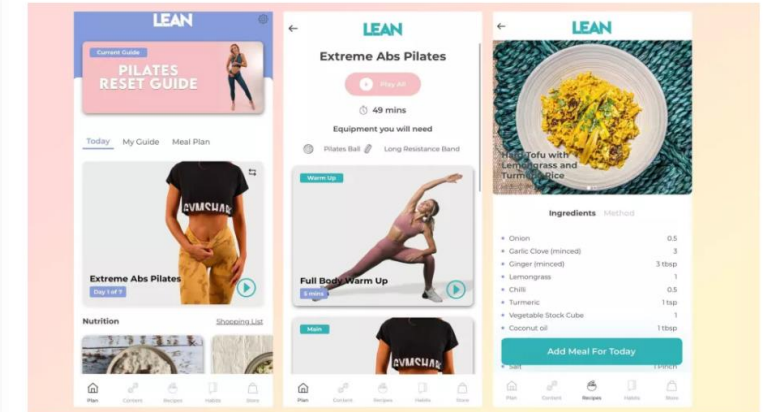 LEAN
Current Guide
PILATES
RESET GUIDE
Today
My Guide
Meal Plan
GYMSHARK
Extreme Abs Pilates
Day 1 of 7
Nutrition
Shopping List
Plan
Content
Recipes
Habits
Store
LEAN
Extreme Abs Pilates
Play All
49 mins
Equipment you will need
Pilates Ball
Long Resistance Band
Warm Up
Full Body Warm Up
5 mins
Main
GYMSHAR
Plan
Content
Recipes
Habits
Store
LEAN
Tofu with
Lemongrass and
Turmeric Rice
Ingredients
Method
Onion 0.5
Garlic Clove (minced) 3
Ginger (minced) 3 tbsp
Lemongrass 1
Chilli 0.5
Turmeric 1 tsp
Vegetable Stock Cube 1
Coconut oil 1 tbsp
Add Meal For Today
Salt 1 Pinch
Plan
Content
Recipes
Habits
Store